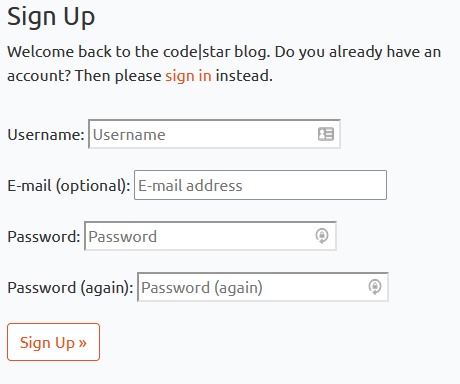 Sign Up
Welcome back to the code|star blog. Do you already have an
account? Then please sign in instead.
Username: Username
E-mail (optional): E-mail address
Password: Password
Password (again): Password (again)
Sign Up »